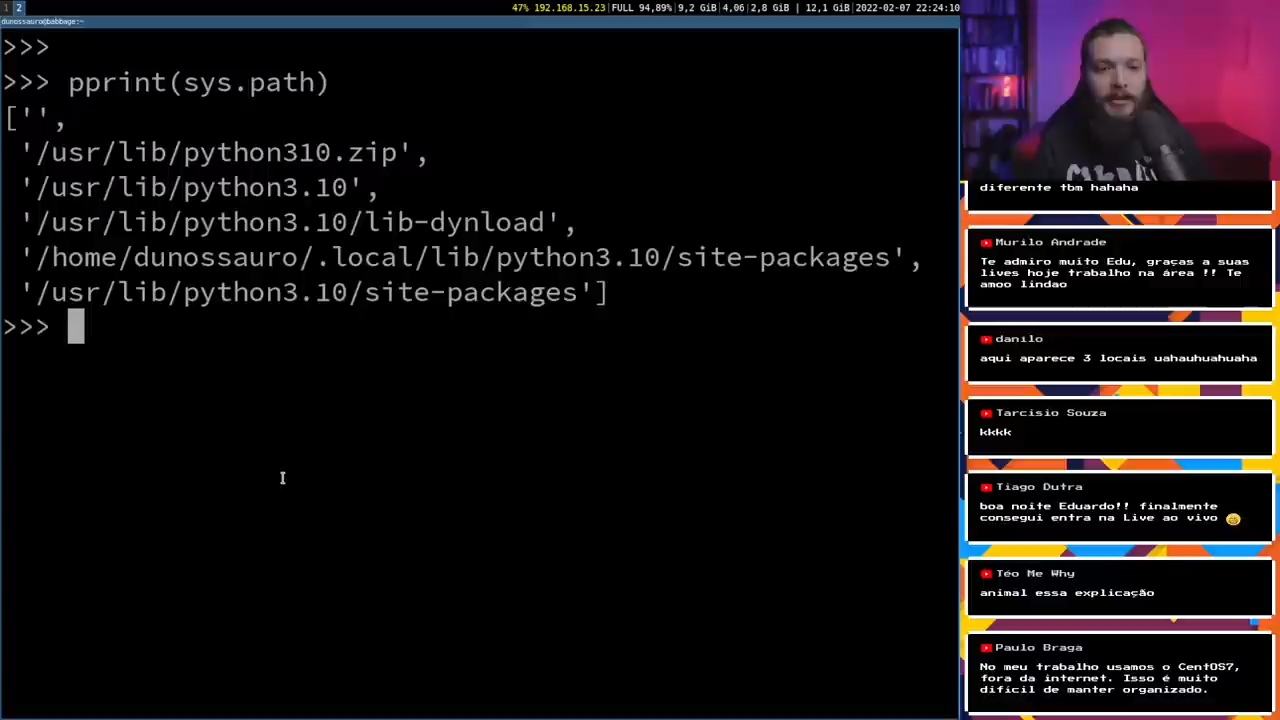 1 2
47% 192.168.15.23|FULL 94,89%|9,2 GiB|4,06|2,8 GiB | 12,1 GiB|2022-02-07 22:24:10
dunossauro@babbage:~
>>>
>>> pprint(sys.path)
['',
'/usr/lib/python310.zip',
'/usr/lib/python3.10',
'/usr/lib/python3.10/lib-dynload',
'/home/dunossauro/.local/lib/python3.10/site-packages',
'/usr/lib/python3.10/site-packages']
>>>
diferente tbm hahaha
Murilo Andrade
Te admiro muito Edu, graças a suas
lives hoje trabalho na área !! Te
amoo lindao
danilo
aqui aparece 3 locais uahauhuahuaha
Tarcisio Souza
kkkk
Tiago Dutra
boa noite Eduardo!! finalmente
consegui entra na Live ao vivo
Téo Me Why
animal essa explicação
Paulo Braga
No meu trabalho usamos o CentOS7,
fora da internet. Isso é muito
difícil de manter organizado.